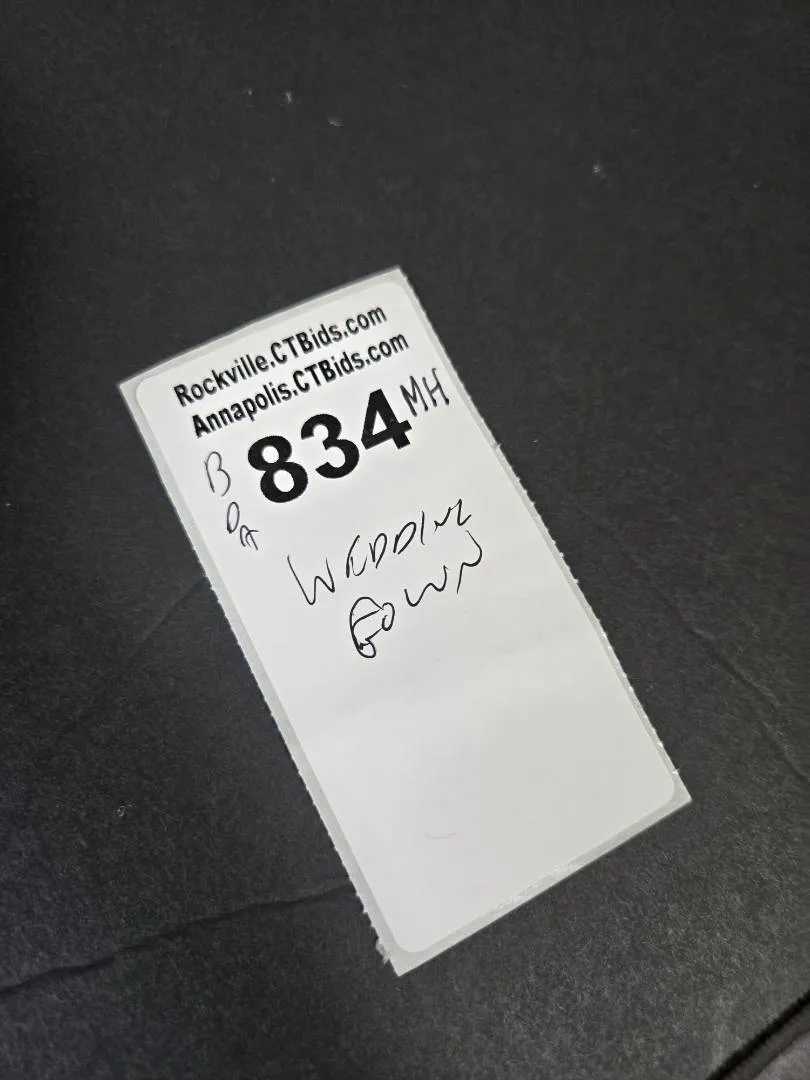 Rockville.CTBids.com
Annapolis.CTBids.com
834 MH
B
O
A
WEDDING
GOWN